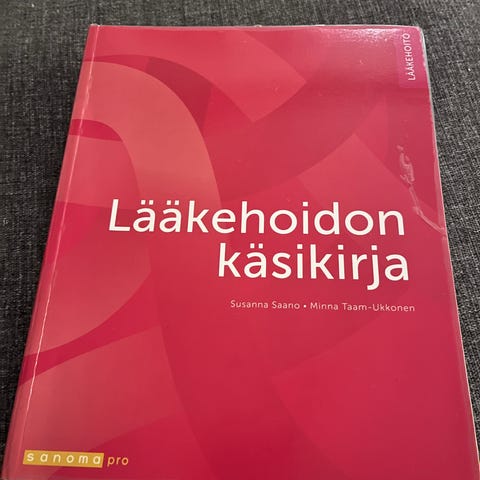 LÄÄKEHOITO
Lääkehoidon
käsikirja
Susanna Saano • Minna Taam-Ukkonen
sanoma pro